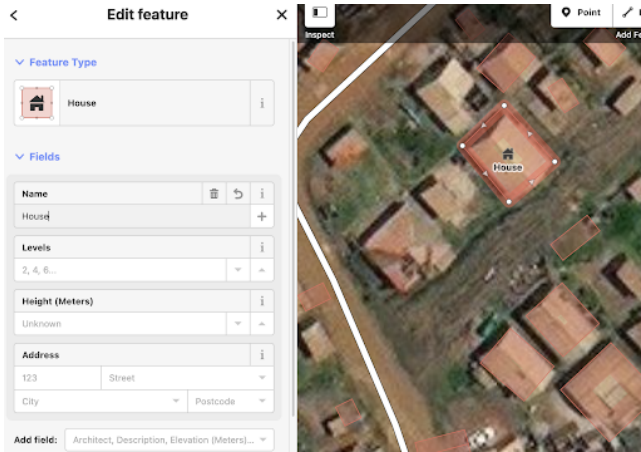 Edit feature
Feature Type
House
Fields
Name
House
Levels
2, 4, 6...
Height (Meters)
Unknown
Address
123 Street
City Postcode
Add field: Architect, Description, Elevation (Meters)...
Inspect
Point
Add Fe
House